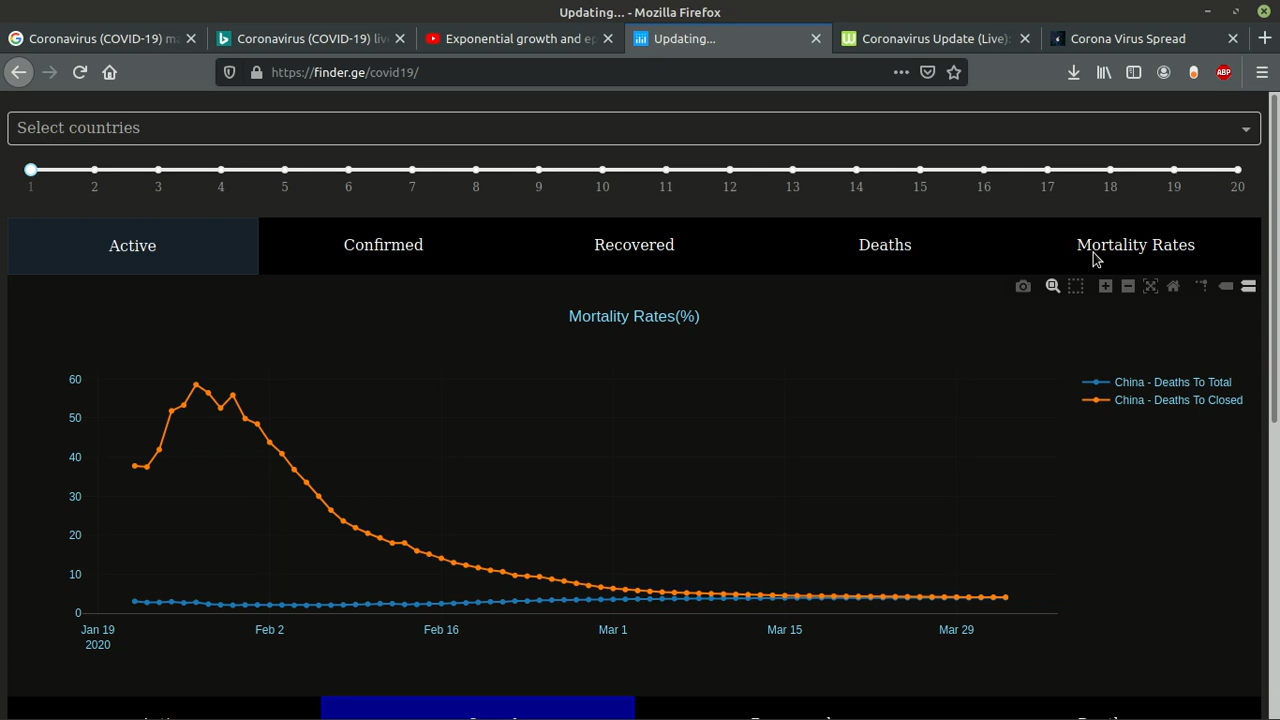 Updating... - Mozilla Firefox
Coronavirus (COVID-19) ma
Coronavirus (COVID-19) live
Exponential growth and ep
Updating...
Coronavirus Update (Live):
Corona Virus Spread
https://finder.ge/covid19/
ABP
Select countries
1 2 3 4 5 6 7 8 9 10 11 12 13 14 15 16 17 18 19 20
Active Confirmed Recovered Deaths Mortality Rates
Mortality Rates(%)
China - Deaths To Total
China - Deaths To Closed
60
50
40
30
20
10
0
Jan 19 Feb 2 Feb 16 Mar 1 Mar 15 Mar 29
2020